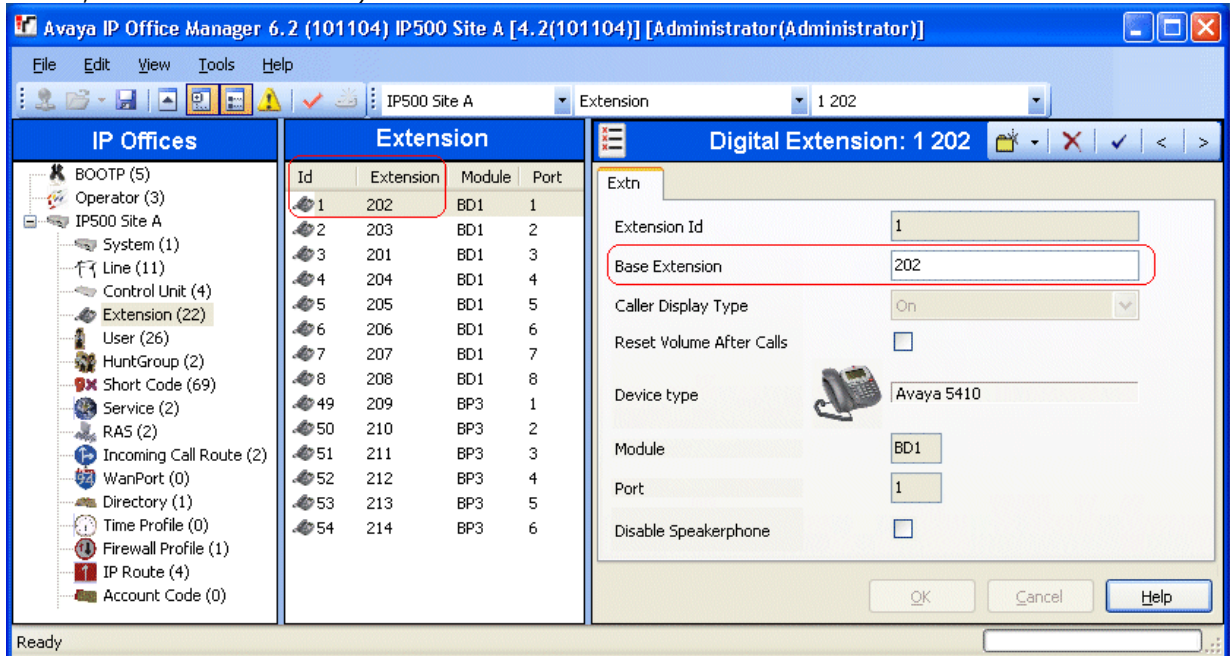 Avaya IP Office Manager 6.2 (101104) IP500 Site A [4.2(101104)] [Administrator(Administrator)]
File Edit View Tools Help
IP500 Site A Extension 1 202
IP Offices
BOOTP (5)
Operator (3)
IP500 Site A
System (1)
Line (11)
Control Unit (4)
Extension (22)
User (26)
HuntGroup (2)
Short Code (69)
Service (2)
RAS (2)
Incoming Call Route (2)
WanPort (0)
Directory (1)
Time Profile (0)
Firewall Profile (1)
IP Route (4)
Account Code (0)
Extension
Id Extension Module Port
1 202 BD1 1
2 203 BD1 2
3 201 BD1 3
4 204 BD1 4
5 205 BD1 5
6 206 BD1 6
7 207 BD1 7
8 208 BD1 8
49 209 BP3 1
50 210 BP3 2
51 211 BP3 3
52 212 BP3 4
53 213 BP3 5
54 214 BP3 6
Digital Extension: 1 202
Extn
Extension Id 1
Base Extension 202
Caller Display Type On
Reset Volume After Calls
Device type Avaya 5410
Module BD1
Port 1
Disable Speakerphone
OK Cancel Help
Ready